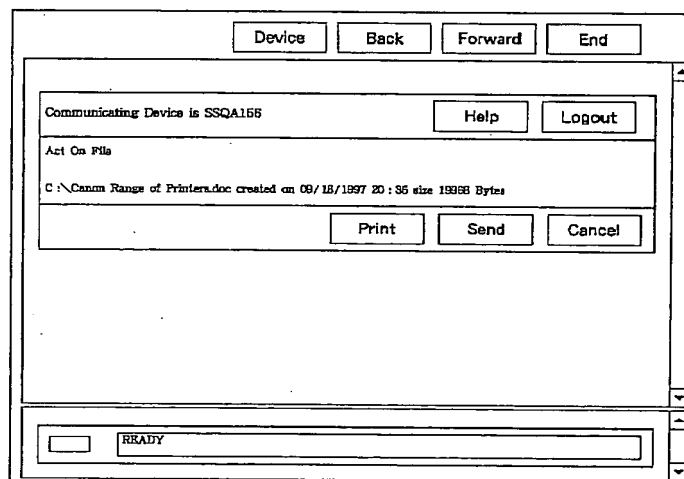 Device Back Forward End
Communicating Device is SSQA156 Help Logout
Act On File
C:\Canon Range of Printers.doc created on 09/18/1997 20:36 size 19968 Bytes
Print Send Cancel
READY